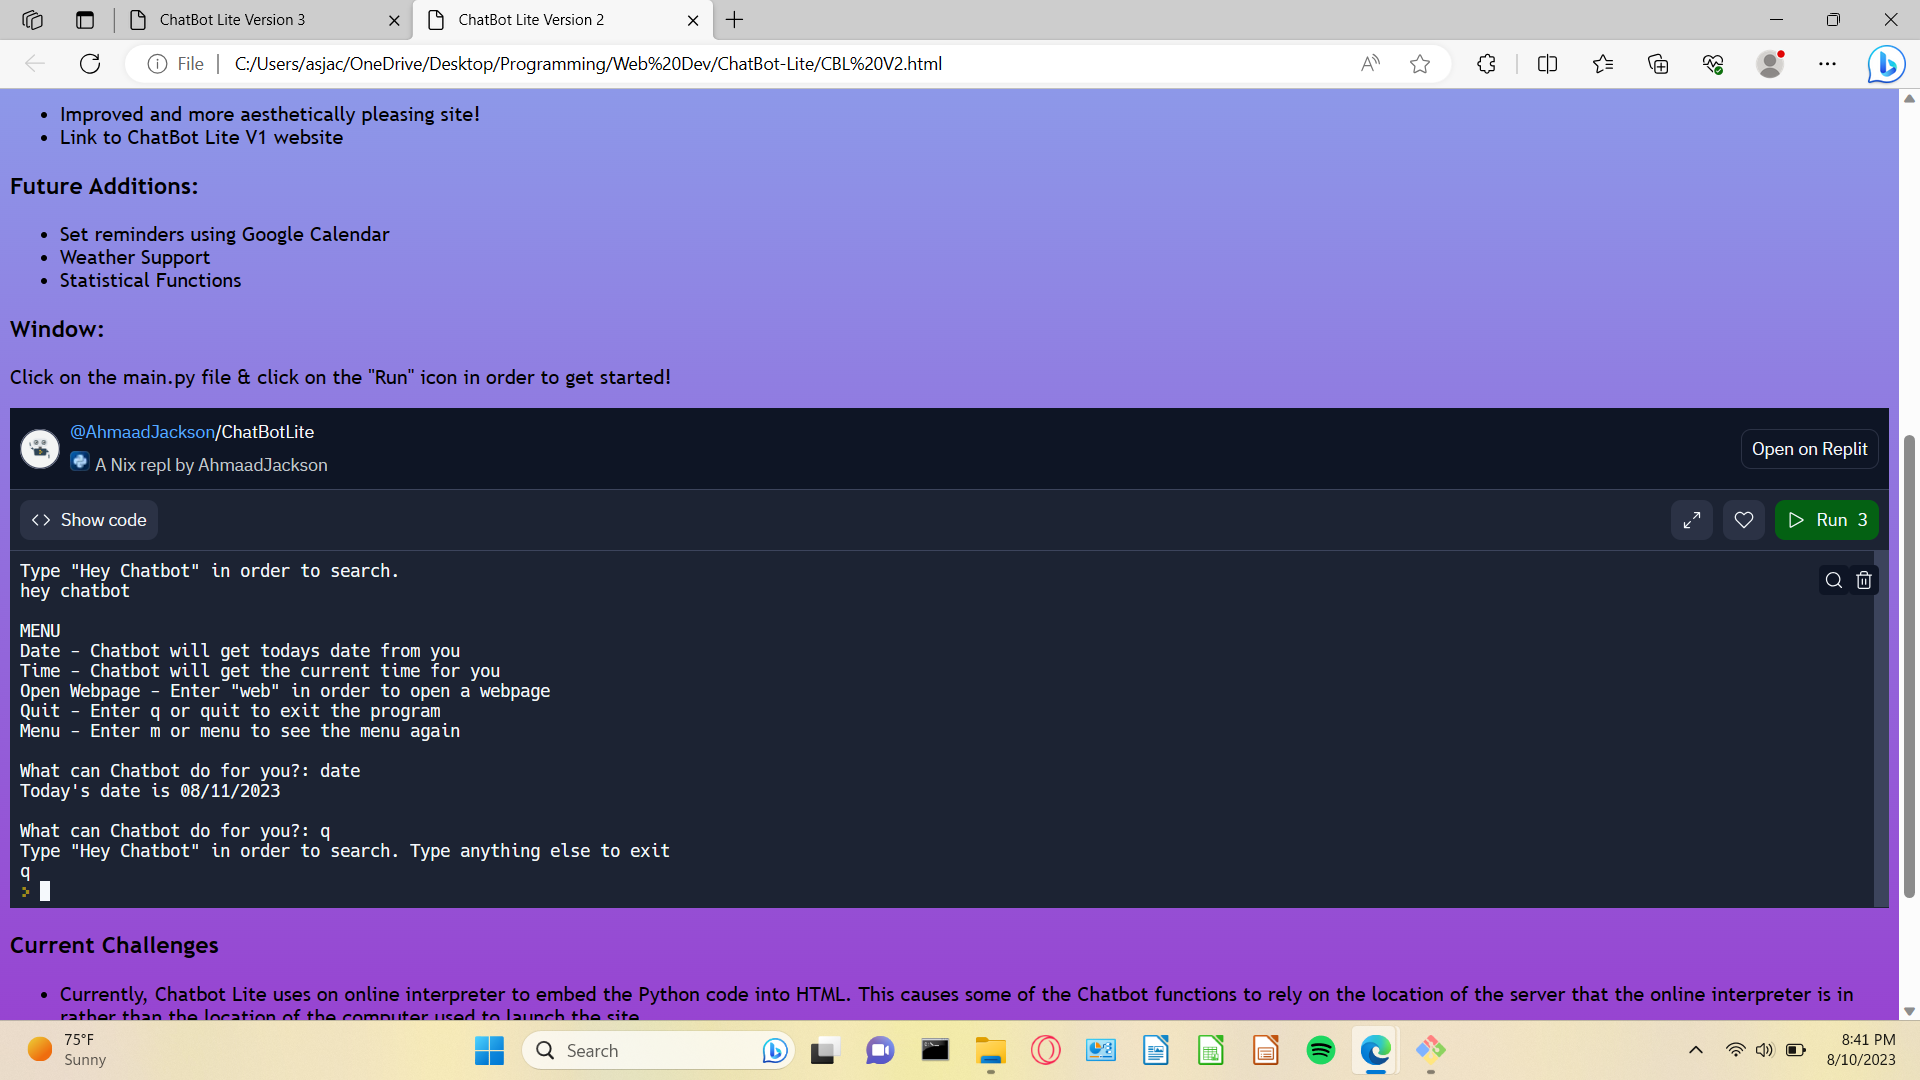 ChatBot Lite Version 3
ChatBot Lite Version 2
File
C:/Users/asjac/OneDrive/Desktop/Programming/Web%20Dev/ChatBot-Lite/CBL%20V2.html
Improved and more aesthetically pleasing site!
Link to ChatBot Lite V1 website
Future Additions:
Set reminders using Google Calendar
Weather Support
Statistical Functions
Window:
Click on the main.py file & click on the "Run" icon in order to get started!
@AhmaadJackson/ChatBotLite
A Nix repl by AhmaadJackson
Open on Replit
Show code
Run 3
Type "Hey Chatbot" in order to search.
hey chatbot
MENU
Date - Chatbot will get todays date from you
Time - Chatbot will get the current time for you
Open Webpage - Enter "web" in order to open a webpage
Quit - Enter q or quit to exit the program
Menu - Enter m or menu to see the menu again
What can Chatbot do for you?: date
Today's date is 08/11/2023
What can Chatbot do for you?: q
Type "Hey Chatbot" in order to search. Type anything else to exit
q
>
Current Challenges
Currently, Chatbot Lite uses on online interpreter to embed the Python code into HTML. This causes some of the Chatbot functions to rely on the location of the server that the online interpreter is in
rather than the location of the computer used to launch the site
75°F
Sunny
Search
8:41 PM
8/10/2023